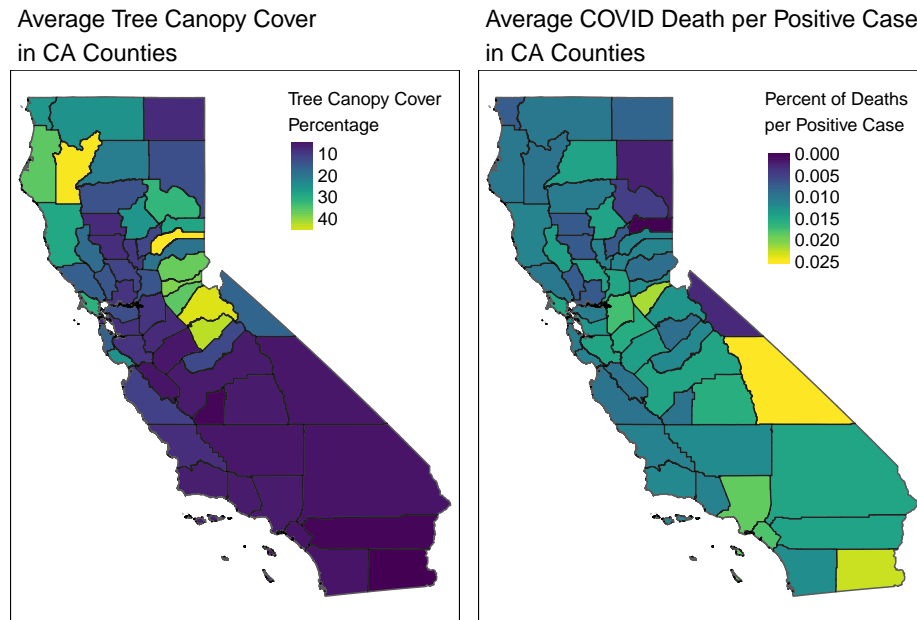 Average Tree Canopy Cover
in CA Counties
Tree Canopy Cover
Percentage
10
20
30
40
Average COVID Death per Positive Case
in CA Counties
Percent of Deaths
per Positive Case
0.000
0.005
0.010
0.015
0.020
0.025